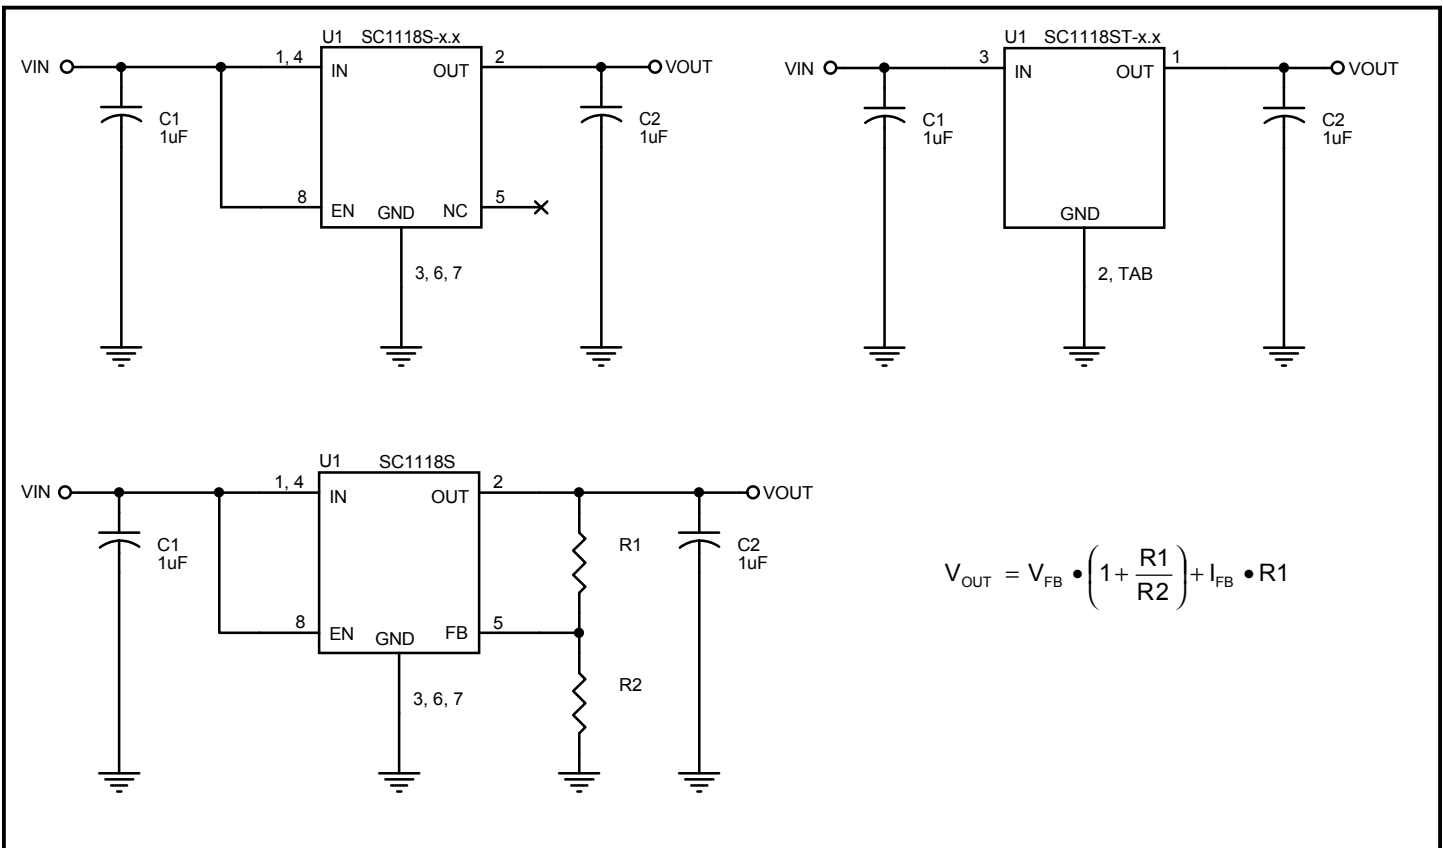 U1 SC1118S-x.x
VIN 1, 4 IN OUT 2 VOUT
C1
1uF
C2
1uF
8 EN GND NC 5
3, 6, 7
U1 SC1118ST-x.x
VIN 3 IN OUT 1 VOUT
C1
1uF
C2
1uF
GND
2, TAB
U1 SC1118S
VIN 1, 4 IN OUT 2 VOUT
C1
1uF
R1
C2
1uF
8 EN GND FB 5
3, 6, 7
R2
V_OUT = V_FB • (1 + R1/R2) + I_FB • R1